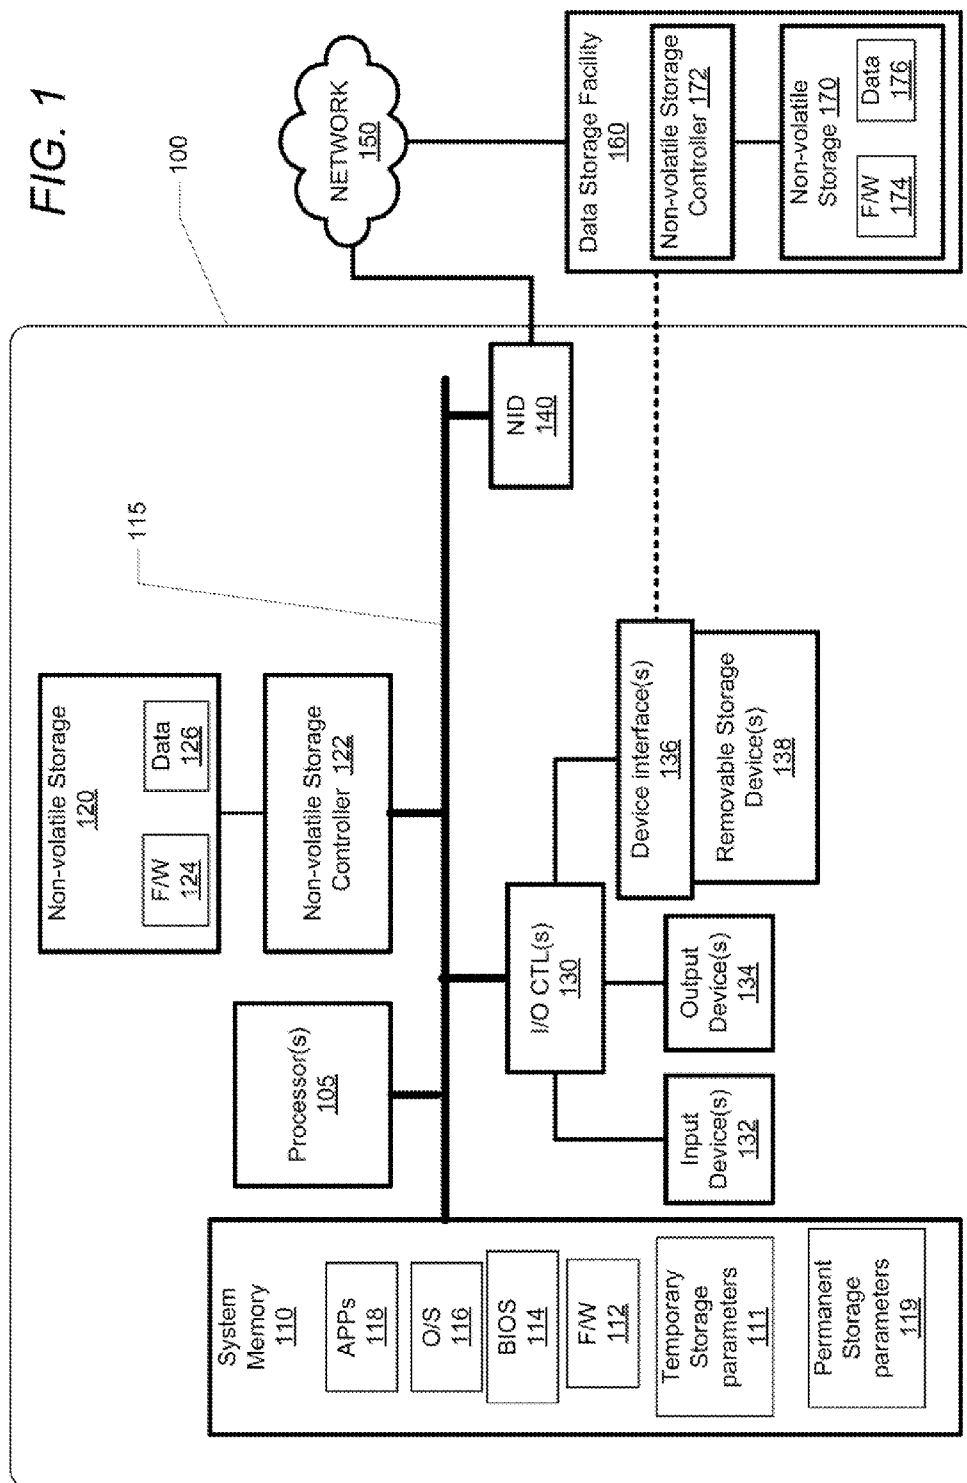 FIG. 1
100
System
Memory
110
APPs
118
O/S
116
BIOS
114
F/W
112
Temporary
Storage
parameters
111
Permanent
Storage
parameters
119
Processor(s)
105
Non-volatile Storage
120
F/W
124
Data
126
Non-volatile Storage
Controller 122
115
I/O CTL(s)
130
Input
Device(s)
132
Output
Device(s)
134
Device interface(s)
136
Removable Storage
Device(s)
138
NID
140
NETWORK
150
Data Storage Facility
160
Non-volatile Storage
Controller 172
Non-volatile
Storage 170
F/W
174
Data
176